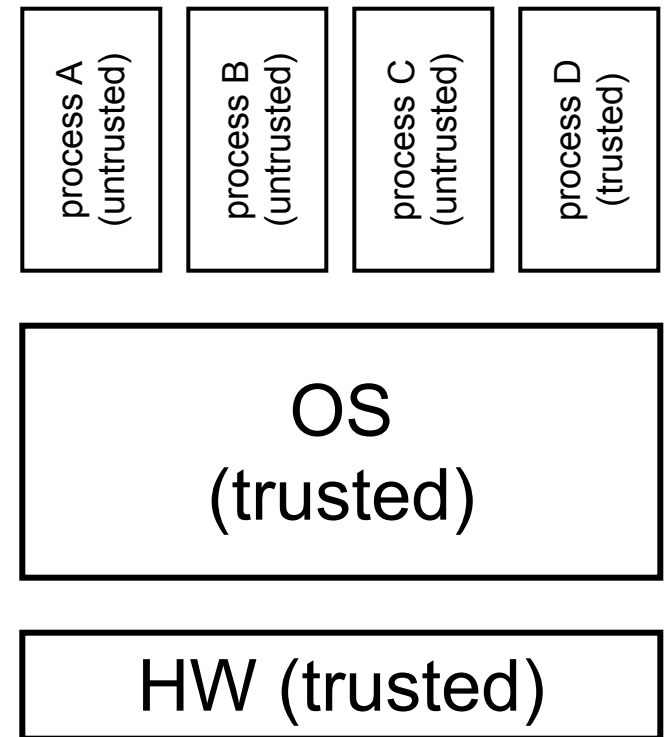 process A
(untrusted)
process B
(untrusted)
process C
(untrusted)
process D
(trusted)
OS
(trusted)
HW (trusted)